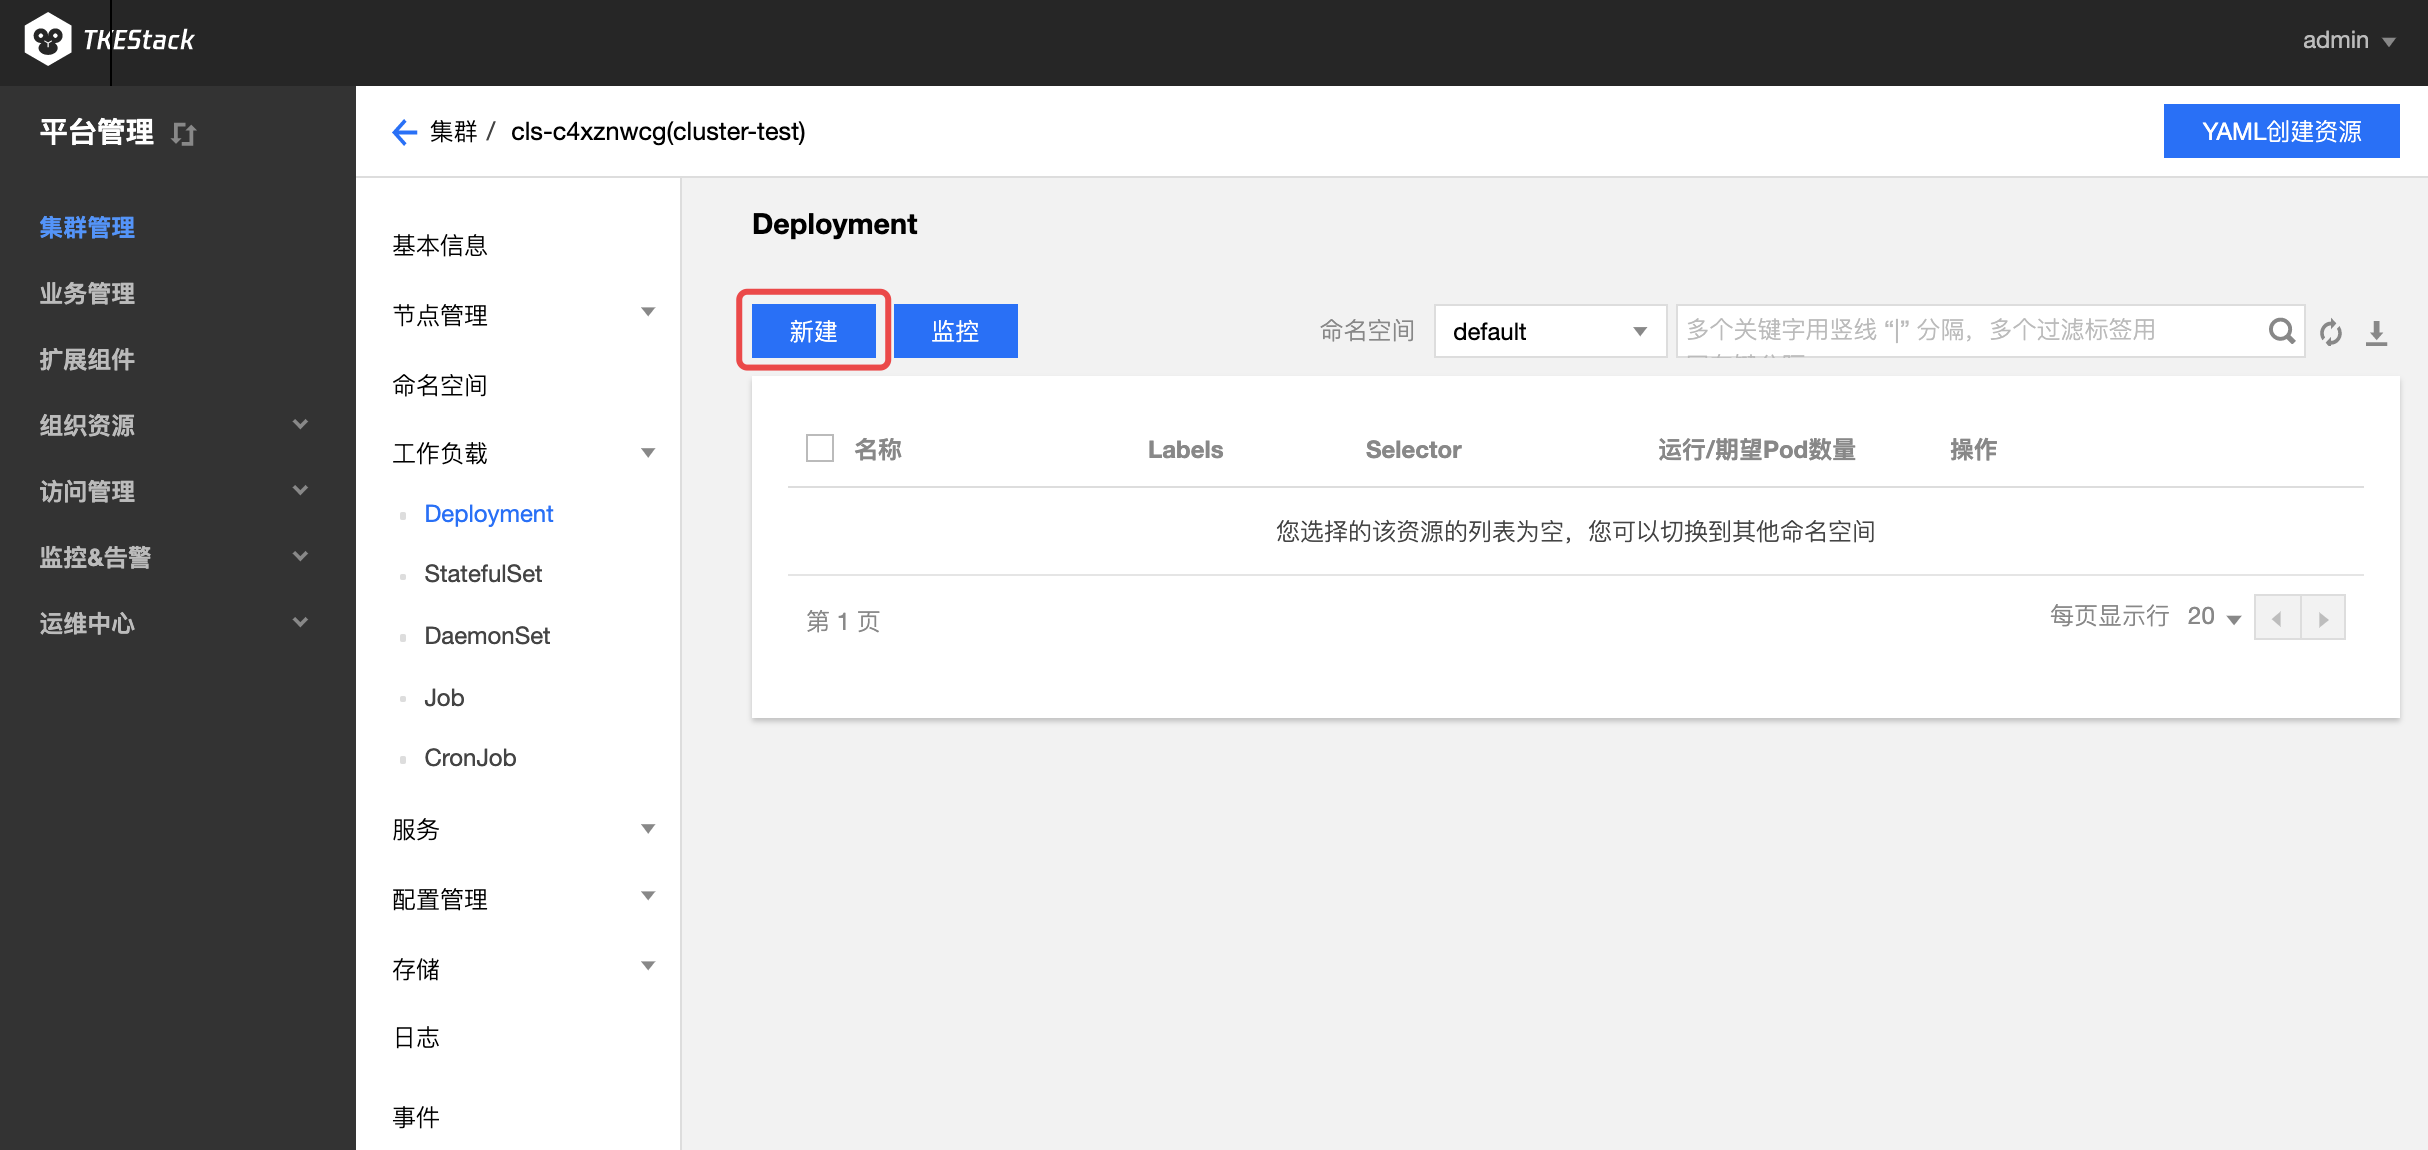 TKEStack
admin
平台管理
集群管理
业务管理
扩展组件
组织资源
访问管理
监控&告警
运维中心
集群 / cls-c4xznwcg(cluster-test)
YAML创建资源
基本信息
节点管理
命名空间
工作负载
Deployment
StatefulSet
DaemonSet
Job
CronJob
服务
配置管理
存储
日志
事件
Deployment
新建 监控
命名空间 default 多个关键字用竖线 “|” 分隔，多个过滤标签用
名称 Labels Selector 运行/期望Pod数量 操作
您选择的该资源的列表为空，您可以切换到其他命名空间
第 1 页
每页显示行 20